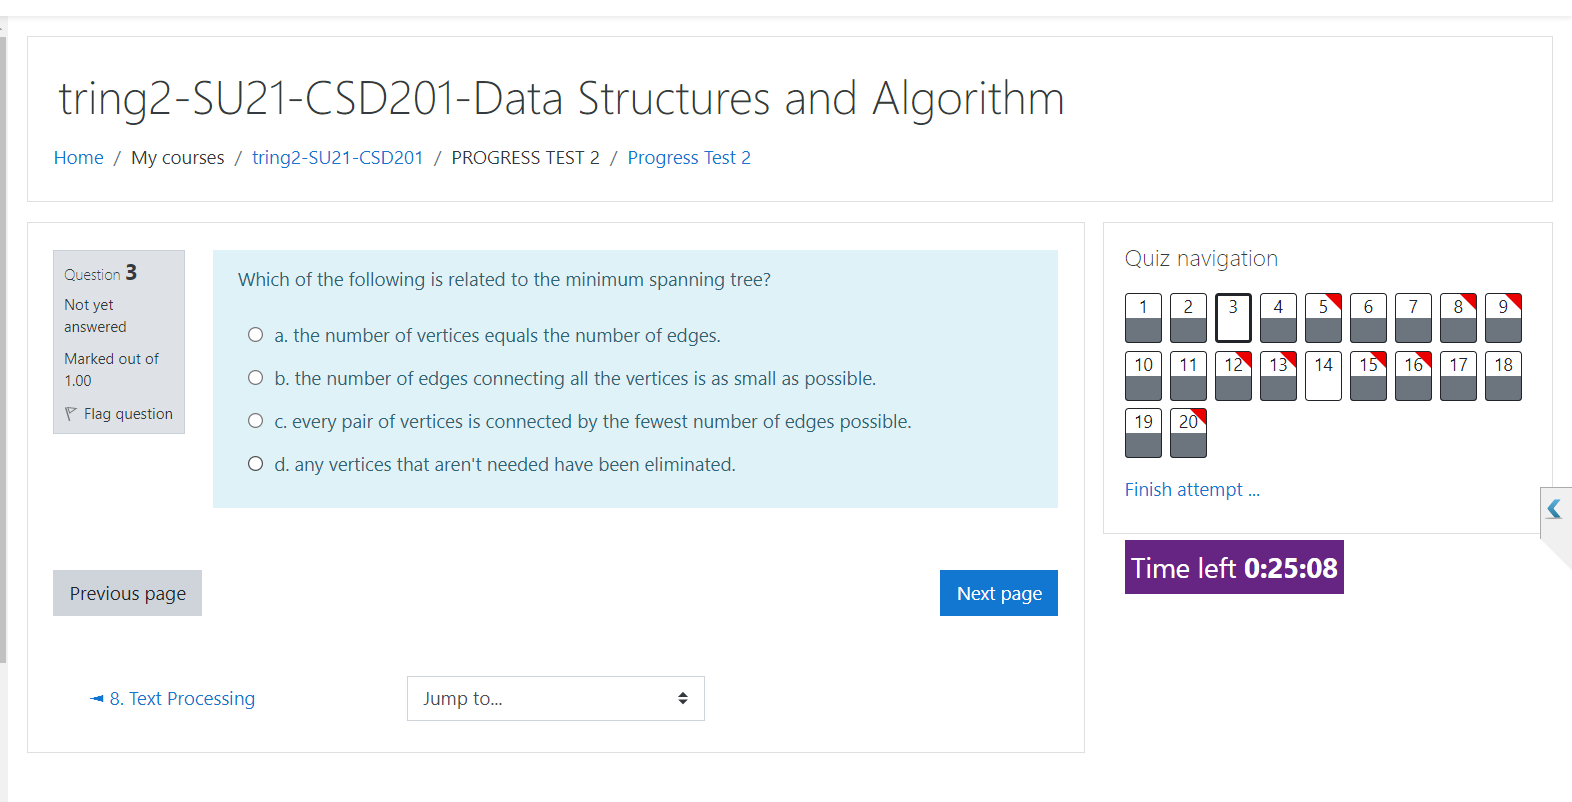 tring2-SU21-CSD201-Data Structures and Algorithm
Home / My courses / tring2-SU21-CSD201 / PROGRESS TEST 2 / Progress Test 2
Question 3
Not yet
answered
Marked out of
1.00
Flag question
Which of the following is related to the minimum spanning tree?
a. the number of vertices equals the number of edges.
b. the number of edges connecting all the vertices is as small as possible.
c. every pair of vertices is connected by the fewest number of edges possible.
d. any vertices that aren't needed have been eliminated.
Previous page
Next page
◄ 8. Text Processing
Jump to...
Quiz navigation
1 2 3 4 5 6 7 8 9
10 11 12 13 14 15 16 17 18
19 20
Finish attempt ...
Time left 0:25:08